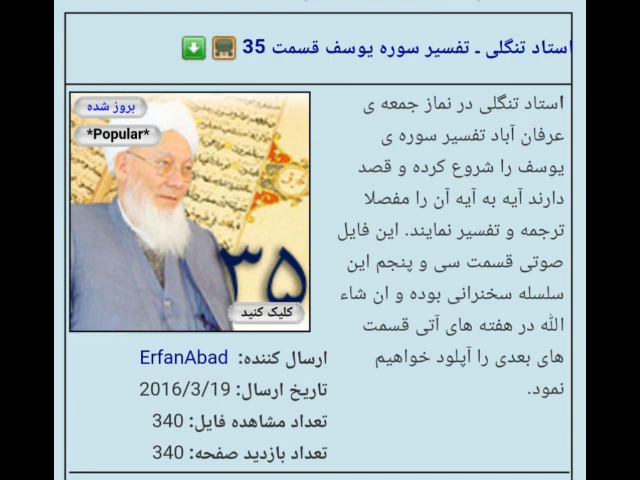 استاد تنگلی ـ تفسیر سوره یوسف قسمت 35
بروز شده
*Popular*
۳۵
کلیک کنید
استاد تنگلی در نماز جمعه ی
عرفان آباد تفسیر سوره ی
یوسف را شروع کرده و قصد
دارند آیه به آیه آن را مفصلا
ترجمه و تفسیر نمایند. این فایل
صوتی قسمت سی و پنجم این
سلسله سخنرانی بوده و ان شاء
الله در هفته های آتی قسمت
های بعدی را آپلود خواهیم
نمود.
ارسال کننده: ErfanAbad
تاریخ ارسال: 2016/3/19
تعداد مشاهده فایل: 340
تعداد بازدید صفحه: 340